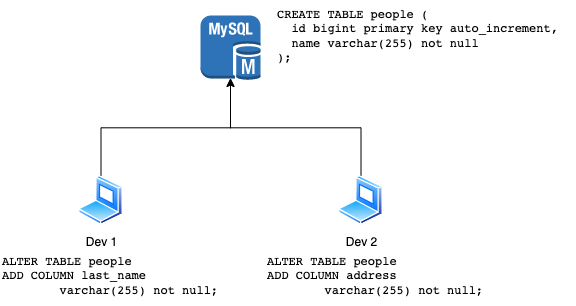 MySQL
M
CREATE TABLE people (
id bigint primary key auto_increment,
name varchar(255) not null
);
Dev 1
ALTER TABLE people
ADD COLUMN last_name
varchar(255) not null;
Dev 2
ALTER TABLE people
ADD COLUMN address
varchar(255) not null;